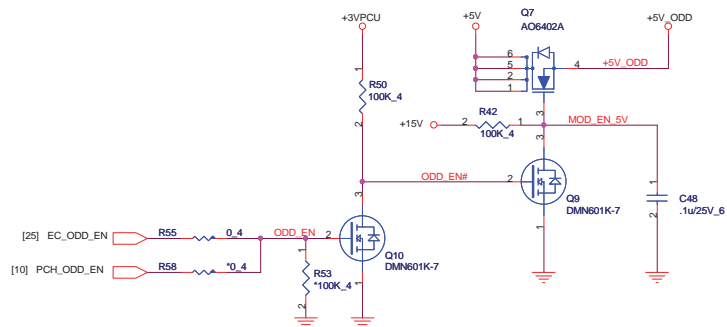 Q7
AO6402A
+5V
+5V_ODD
+3VPCU
6
5
2
1
4
+5V_ODD
3
1
R50
100K_4
2
+15V
2
R42
100K_4
1
MOD_EN_5V
3
3
ODD_EN#
2
Q9
DMN601K-7
1
1
C48
.1u/25V_6
2
[25] EC_ODD_EN
R55
0_4
ODD_EN
2
Q10
DMN601K-7
1
[10] PCH_ODD_EN
R58
*0_4
1
R53
*100K_4
2